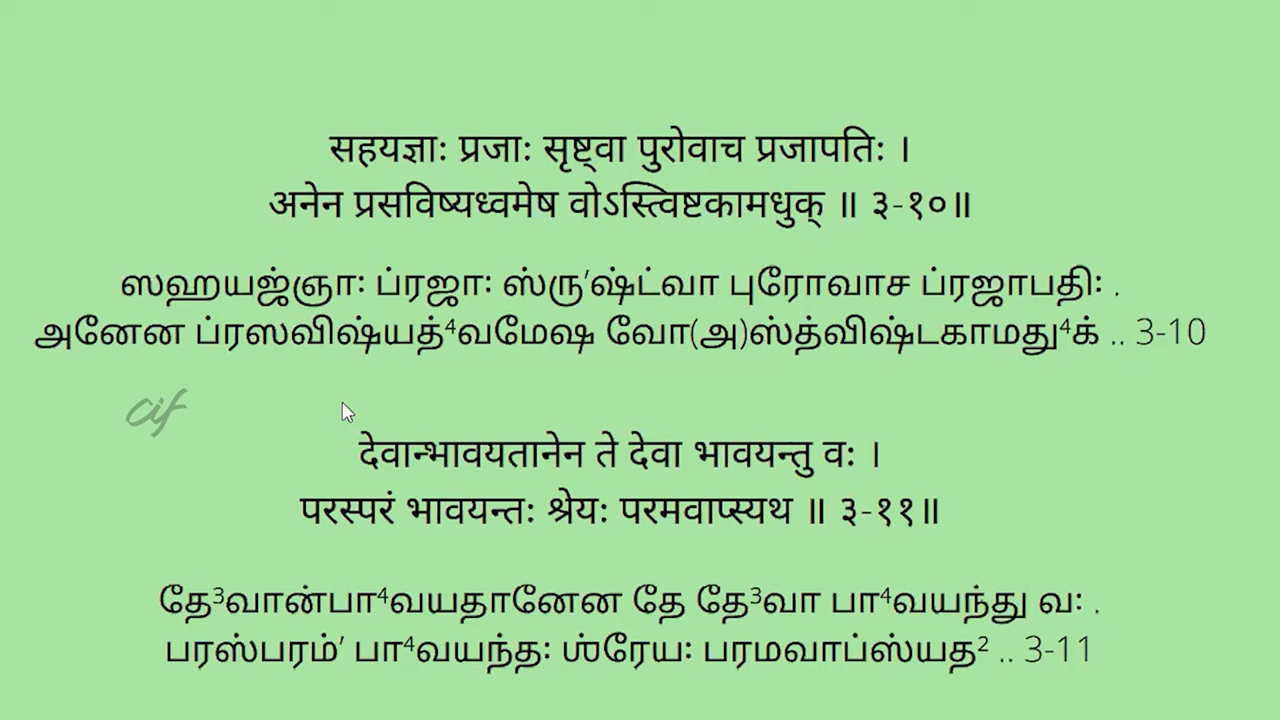 सहयज्ञाः प्रजाः सृष्ट्वा पुरोवाच प्रजापतिः ।
अनेन प्रसविष्यध्वमेष वोऽस्त्विष्टकामधुक् ॥ ३-१०॥
ஸஹயஜ்ஞா꞉ ப்ரஜா꞉ ஸ்ருʼஷ்ட்வா புரோவாச ப்ரஜாபதி꞉ .
அனேன ப்ரஸவிஷ்யத்⁴வமேஷ வோ(அ)ஸ்த்விஷ்டகாமது⁴க் .. 3-10
cif
देवान्भावयतानेन ते देवा भावयन्तु वः ।
परस्परं भावयन्तः श्रेयः परमवाप्स्यथ ॥ ३-११॥
தே³வான்பா⁴வயதானேன தே தே³வா பா⁴வயந்து வ꞉ .
பரஸ்பரம்ʼ பா⁴வயந்த꞉ ஶ்ரேய꞉ பரமவாப்ஸ்யத² .. 3-11